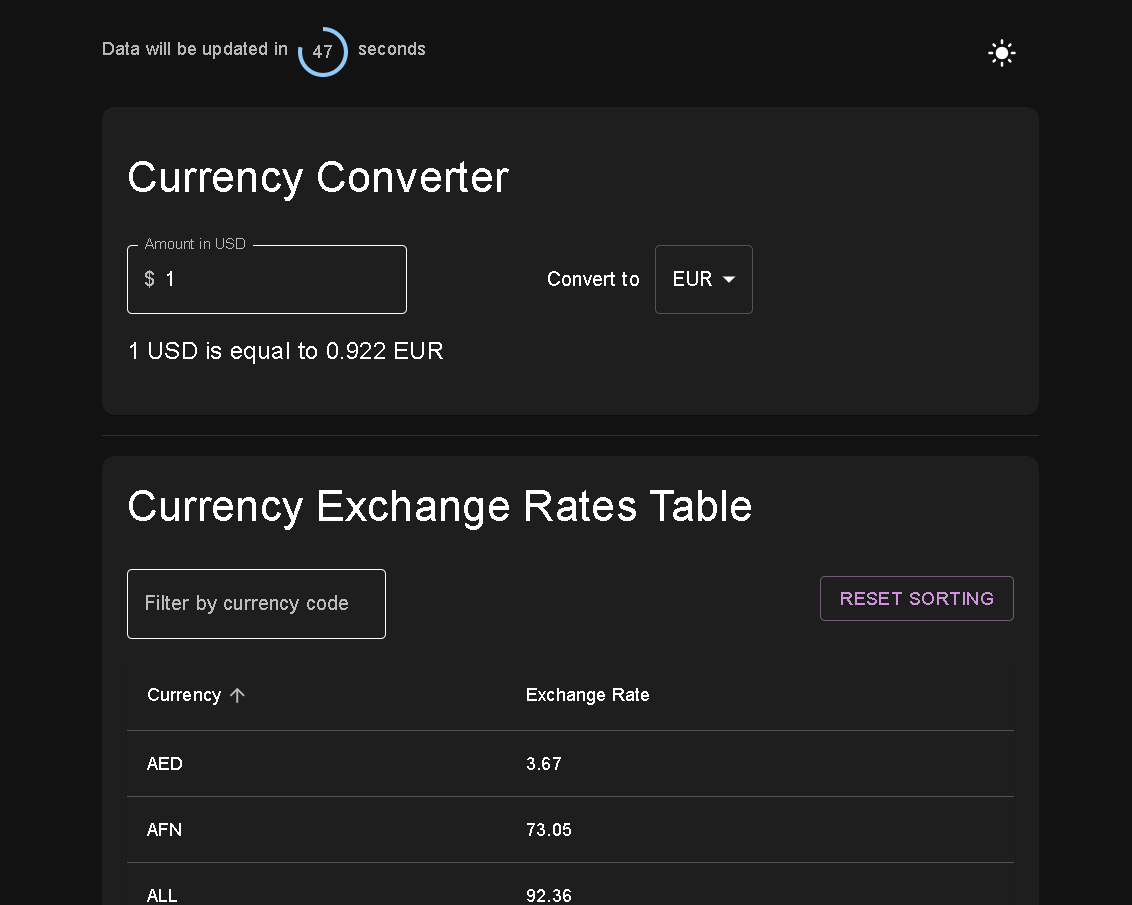 Data will be updated in 47 seconds
Currency Converter
Amount in USD
$ 1
Convert to EUR
1 USD is equal to 0.922 EUR
Currency Exchange Rates Table
Filter by currency code
RESET SORTING
Currency Exchange Rate
AED 3.67
AFN 73.05
ALL 92.36